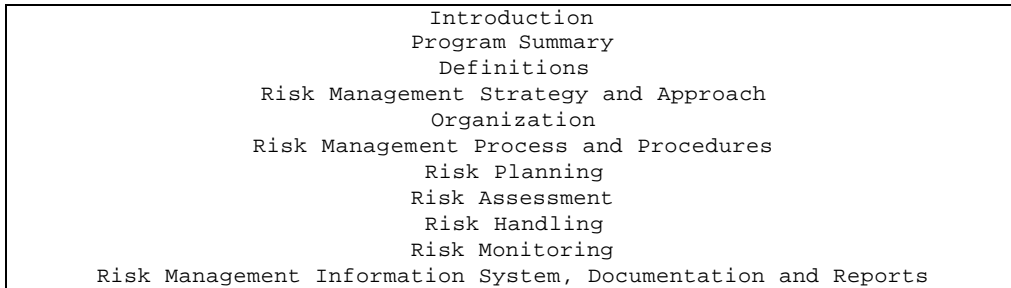 Introduction
Program Summary
Definitions
Risk Management Strategy and Approach
Organization
Risk Management Process and Procedures
Risk Planning
Risk Assessment
Risk Handling
Risk Monitoring
Risk Management Information System, Documentation and Reports